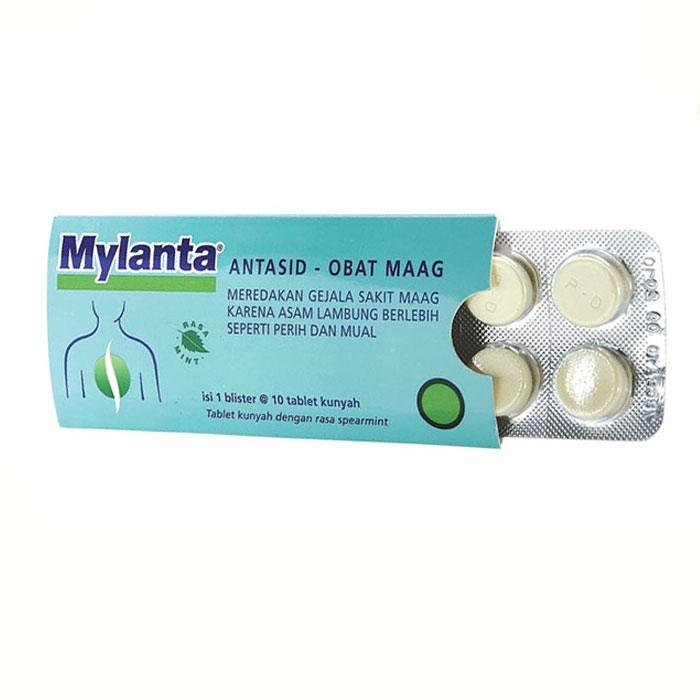 Mylanta®
ANTASID - OBAT MAAG
MEREDAKAN GEJALA SAKIT MAAG
KARENA ASAM LAMBUNG BERLEBIH
SEPERTI PERIH DAN MUAL
RASA
MINT
isi 1 blister @ 10 tablet kunyah
Tablet kunyah dengan rasa spearmint
P-D